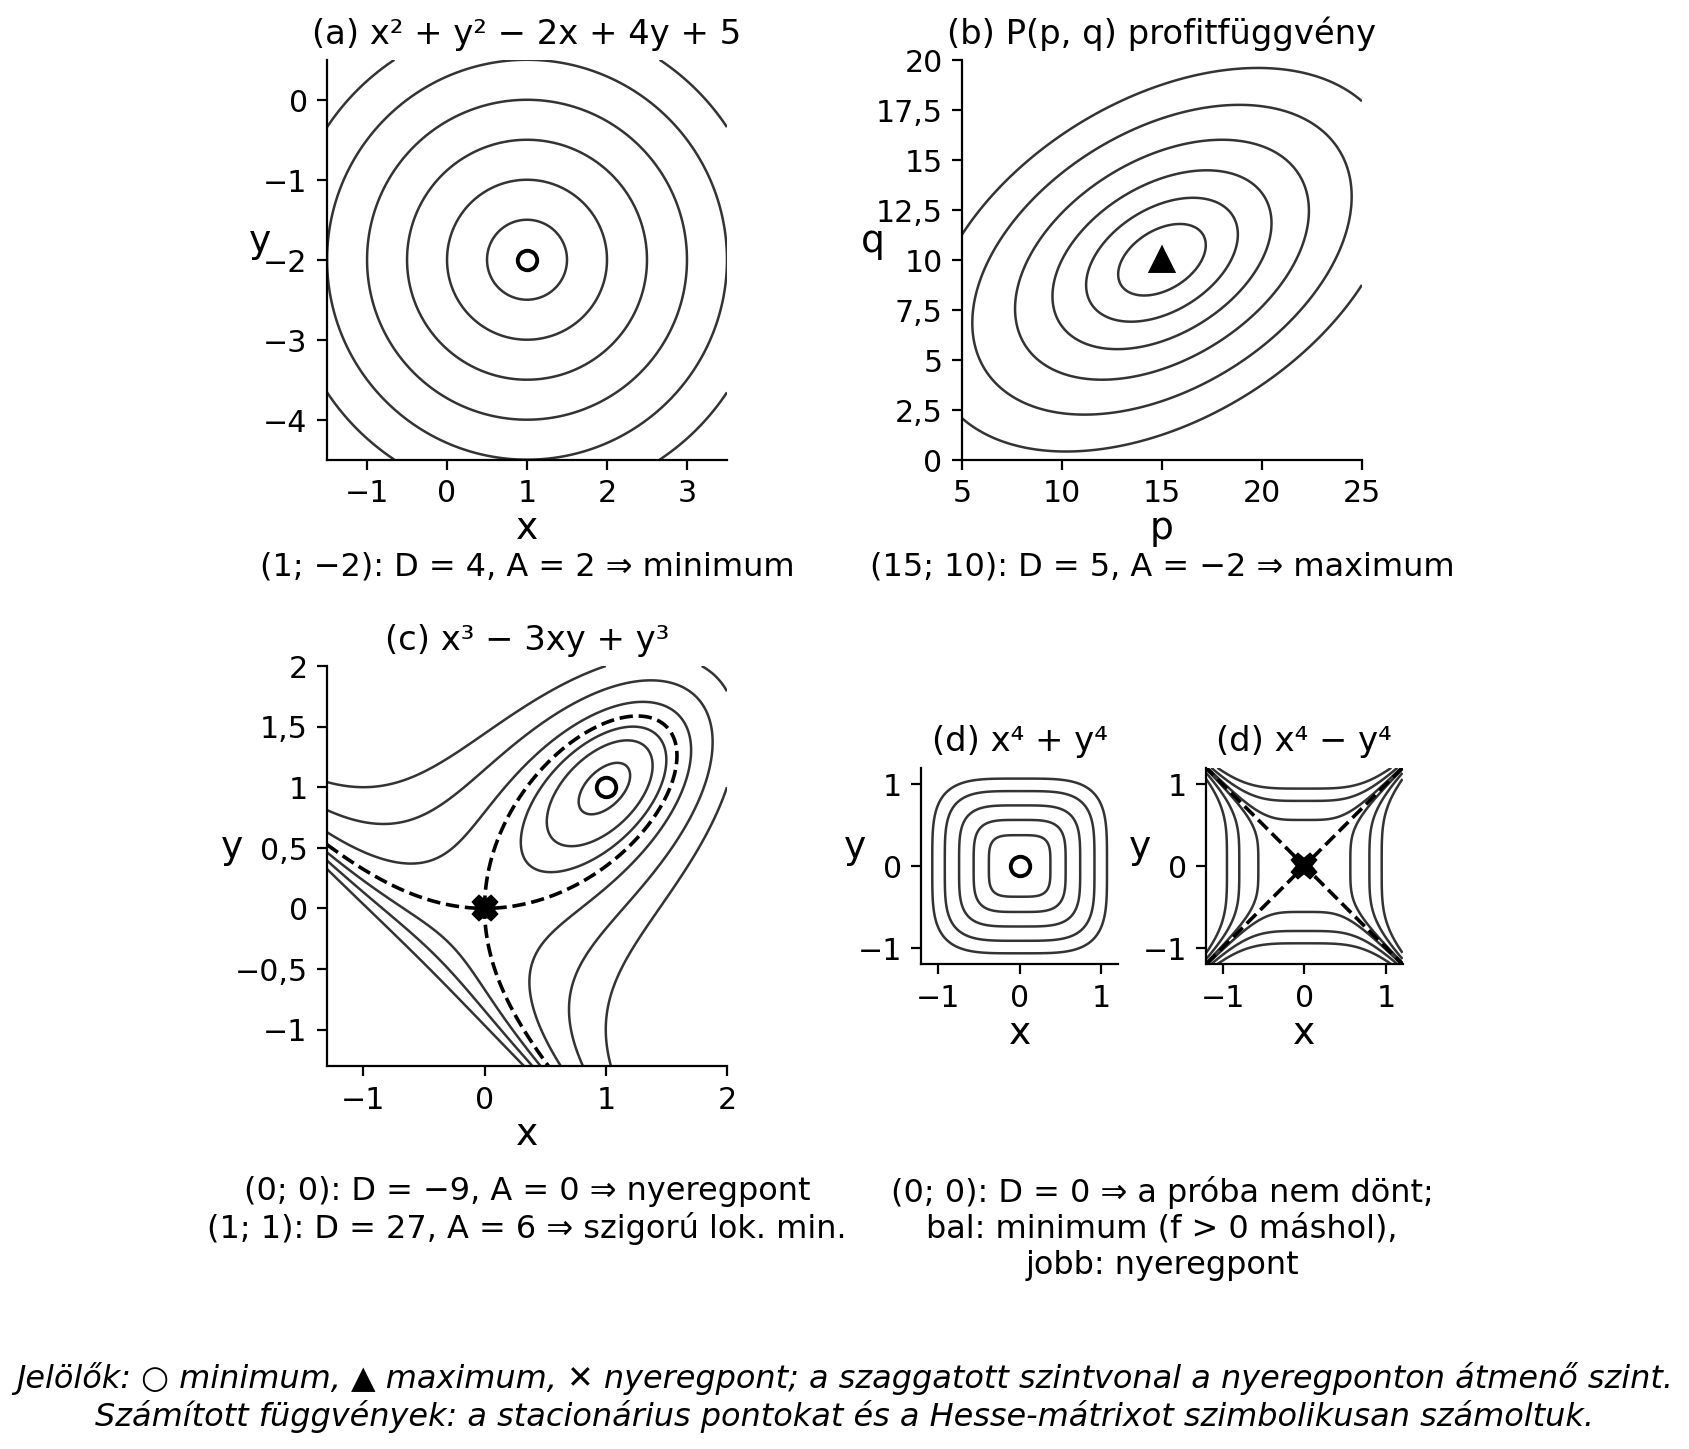 (a) x² + y² − 2x + 4y + 5
0
−1
−2
−3
−4
y
−1 0 1 2 3
x
(1; −2): D = 4, A = 2 ⇒ minimum
(b) P(p, q) profitfüggvény
20
17,5
15
12,5
10
7,5
5
2,5
0
q
5 10 15 20 25
p
(15; 10): D = 5, A = −2 ⇒ maximum
(c) x³ − 3xy + y³
2
1,5
1
0,5
0
−0,5
−1
y
−1 0 1 2
x
(0; 0): D = −9, A = 0 ⇒ nyeregpont
(1; 1): D = 27, A = 6 ⇒ szigorú lok. min.
(d) x⁴ + y⁴
1
0
−1
y
−1 0 1
x
(d) x⁴ − y⁴
1
0
−1
y
−1 0 1
x
(0; 0): D = 0 ⇒ a próba nem dönt;
bal: minimum (f > 0 máshol),
jobb: nyeregpont
Jelölők: ○ minimum, ▲ maximum, ✕ nyeregpont; a szaggatott szintvonal a nyeregponton átmenő szint.
Számított függvények: a stacionárius pontokat és a Hesse-mátrixot szimbolikusan számoltuk.